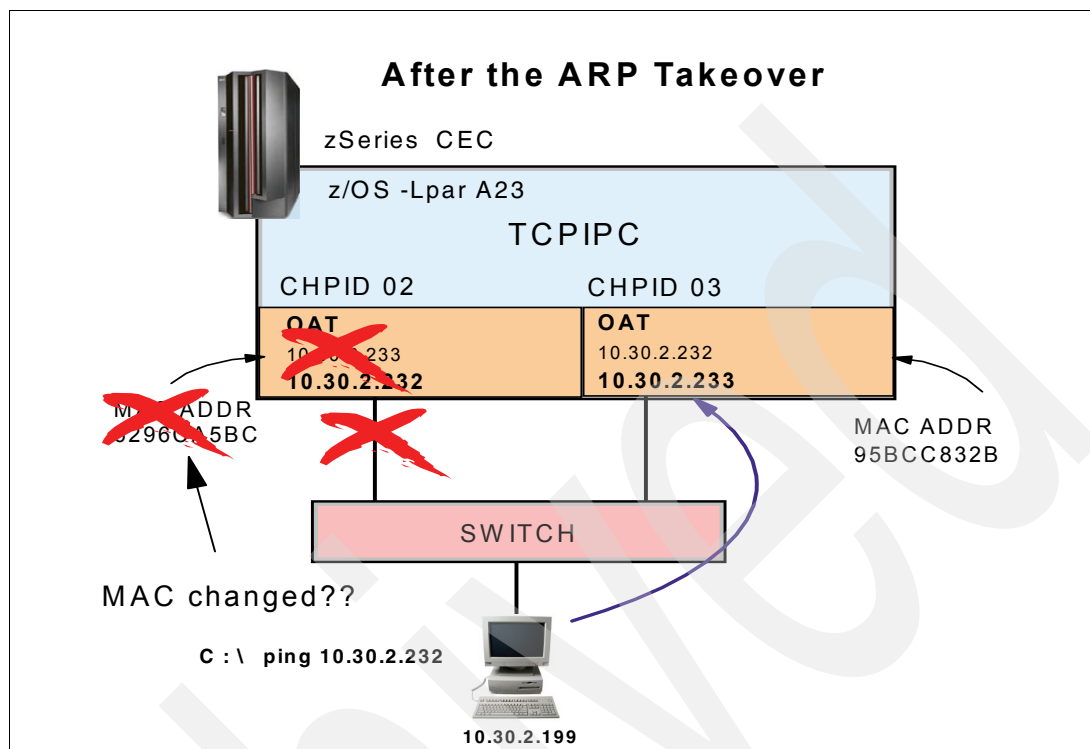 After the ARP Takeover
zSeries CEC
z/OS -Lpar A23
TCPIPC
CHPID 02
CHPID 03
OAT
10.30.2.232
10.30.2.233
OAT
10.30.2.232
MAC ADDR
MAC ADDR
95BCC832B
SWITCH
MAC changed??
C : \ ping 10.30.2.232
10.30.2.199